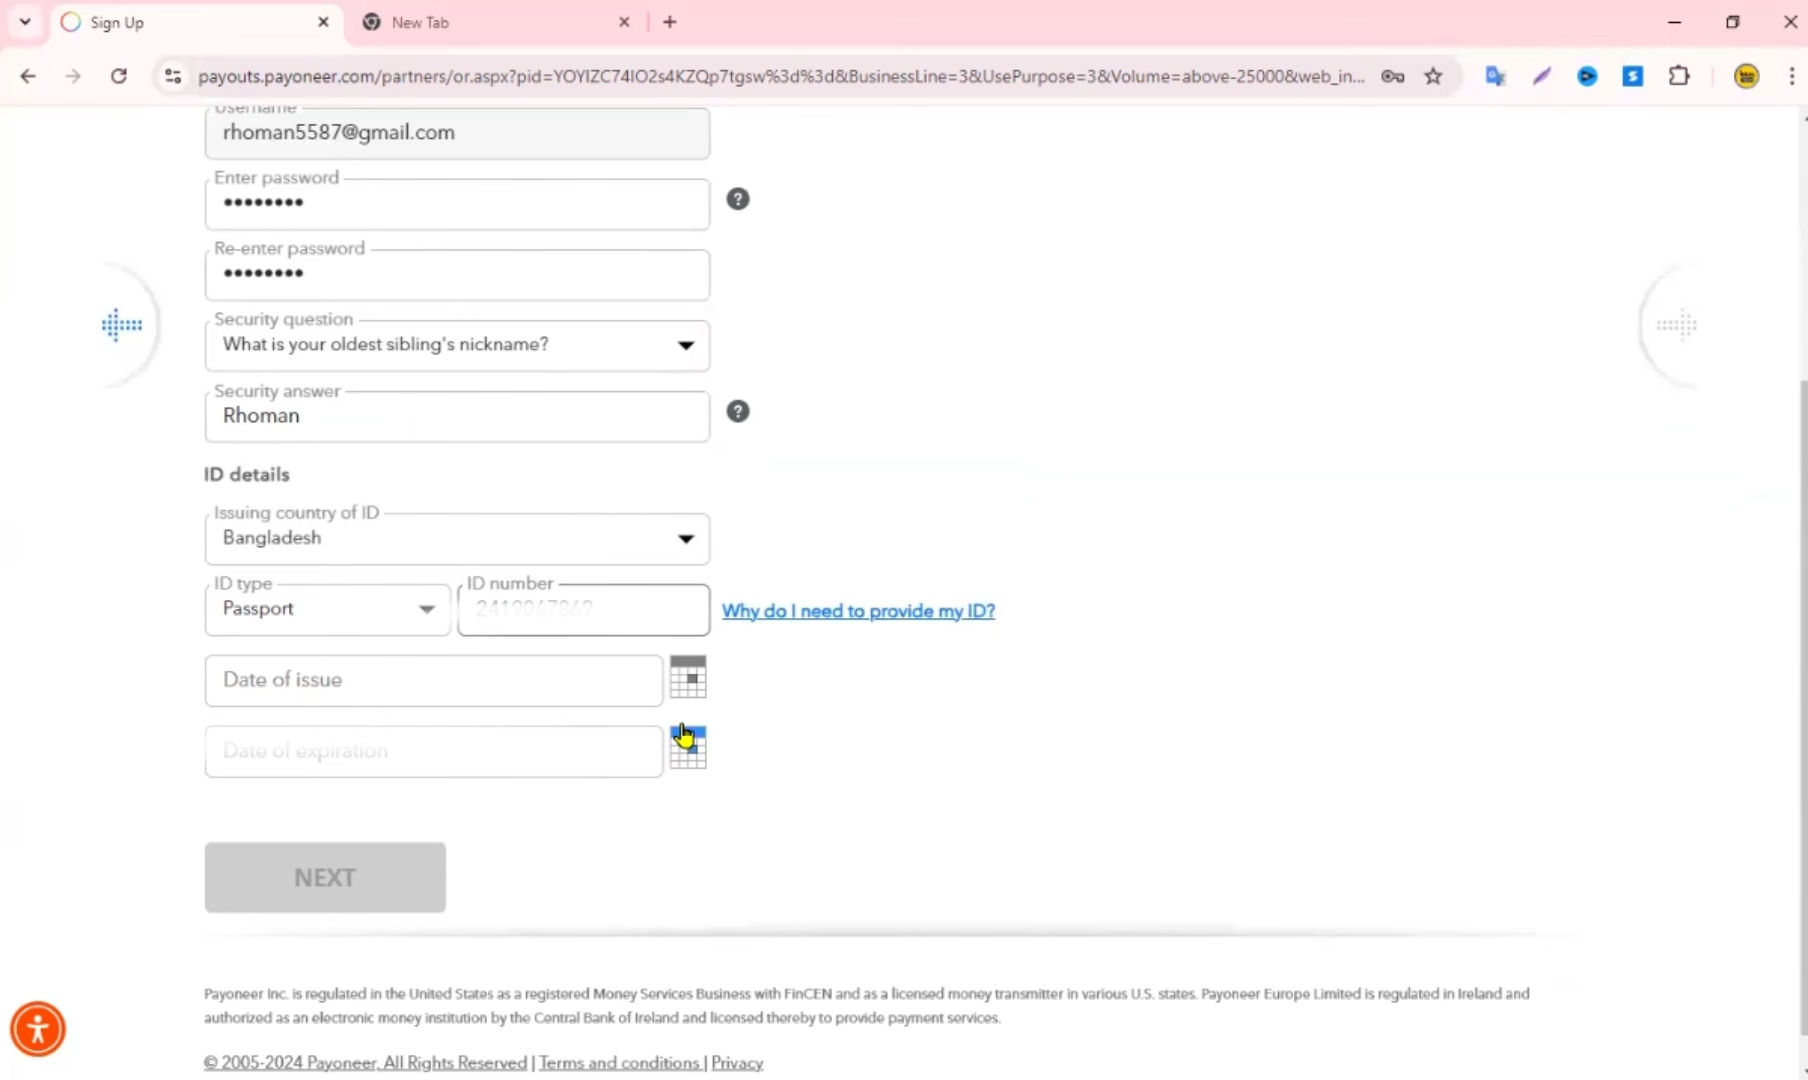 Sign Up
New Tab
payouts.payoneer.com/partners/or.aspx?pid=YOYIZC74IO2s4KZQp7tgsw%3d%3d&BusinessLine=3&UsePurpose=3&Volume=above-25000&web_in...
Username
rhoman5587@gmail.com
Enter password
••••••••
?
Re-enter password
••••••••
Security question
What is your oldest sibling's nickname?
Security answer
Rhoman
?
ID details
Issuing country of ID
Bangladesh
ID type
Passport
ID number
2419067869
Why do I need to provide my ID?
Date of issue
Date of expiration
NEXT
Payoneer Inc. is regulated in the United States as a registered Money Services Business with FinCEN and as a licensed money transmitter in various U.S. states. Payoneer Europe Limited is regulated in Ireland and
authorized as an electronic money institution by the Central Bank of Ireland and licensed thereby to provide payment services.
© 2005-2024 Payoneer, All Rights Reserved | Terms and conditions | Privacy